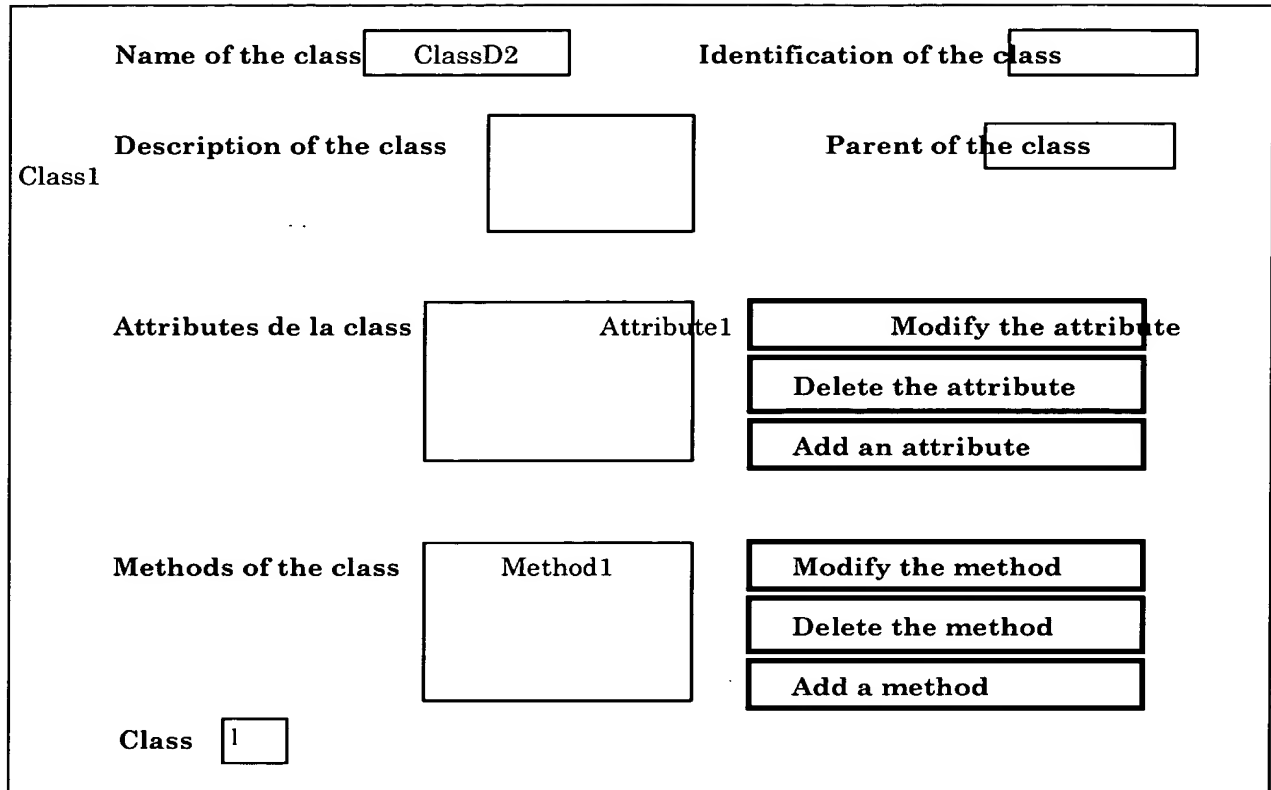 Name of the class ClassD2 Identification of the class
Description of the class Parent of the class
Class1
Attributes de la class Attribute1 Modify the attribute
Delete the attribute
Add an attribute
Methods of the class Method1 Modify the method
Delete the method
Add a method
Class 1